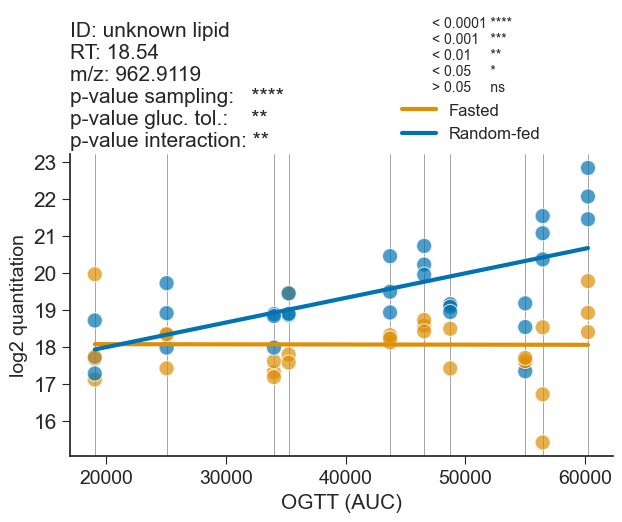 ID: unknown lipid
RT: 18.54
m/z: 962.9119
p-value sampling: ****
p-value gluc. tol.: **
p-value interaction: **
< 0.0001 ****
< 0.001 ***
< 0.01 **
< 0.05 *
> 0.05 ns
Fasted
Random-fed
23
22
21
20
19
18
17
16
log2 quantitation
20000 30000 40000 50000 60000
OGTT (AUC)